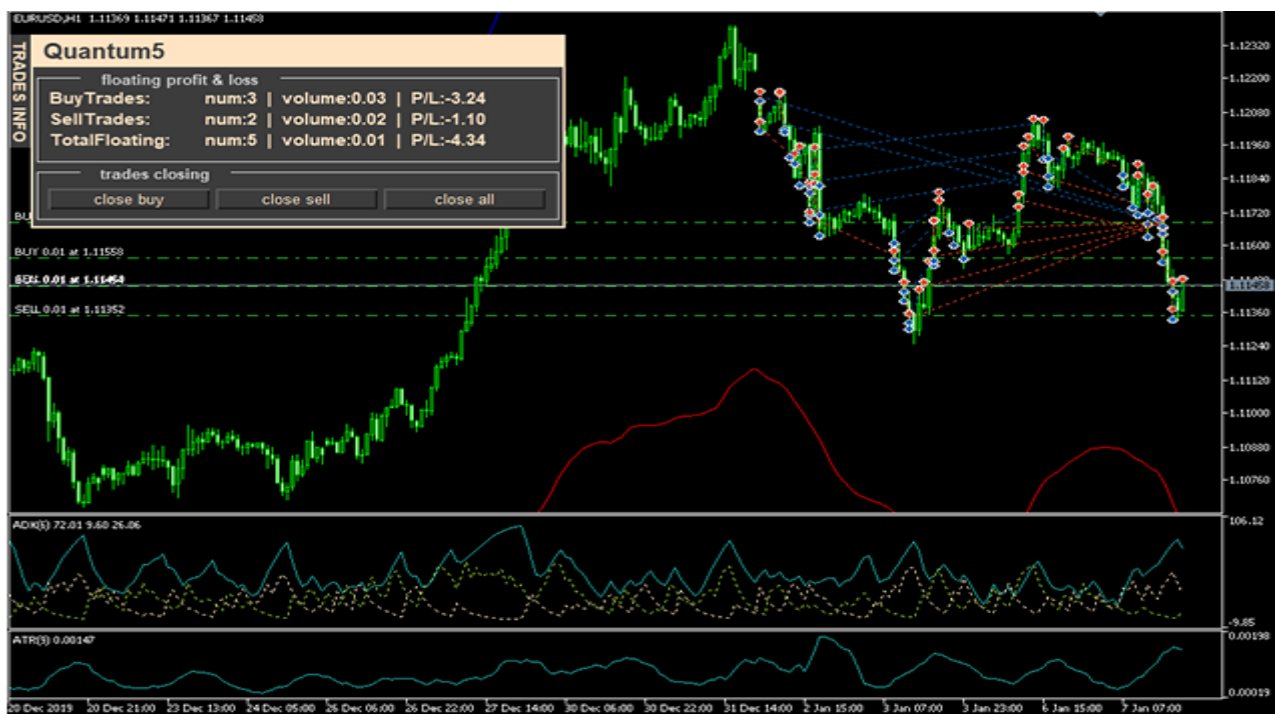 EURUSD,H1 1.11369 1.11471 1.11367 1.11458
TRADES INFO
Quantum5
floating profit & loss
BuyTrades: num:3 | volume:0.03 | P/L:-3.24
SellTrades: num:2 | volume:0.02 | P/L:-1.10
TotalFloating: num:5 | volume:0.01 | P/L:-4.34
trades closing
close buy close sell close all
BUY 0.01 at 1.11558
0.01 at 1.11454
SELL 0.01 at 1.11352
1.12320
1.12200
1.12080
1.11960
1.11840
1.11720
1.11600
1.11458
1.11360
1.11240
1.11120
1.11000
1.10880
1.10760
ADX(6) 72.01 9.60 26.06
106.12
-9.85
ATR(5) 0.00147
0.00198
0.00019
20 Dec 2019 20 Dec 21:00 23 Dec 13:00 24 Dec 05:00 26 Dec 06:00 26 Dec 22:00 27 Dec 14:00 30 Dec 06:00 30 Dec 22:00 31 Dec 14:00 2 Jan 15:00 3 Jan 07:00 3 Jan 23:00 6 Jan 15:00 7 Jan 07:00